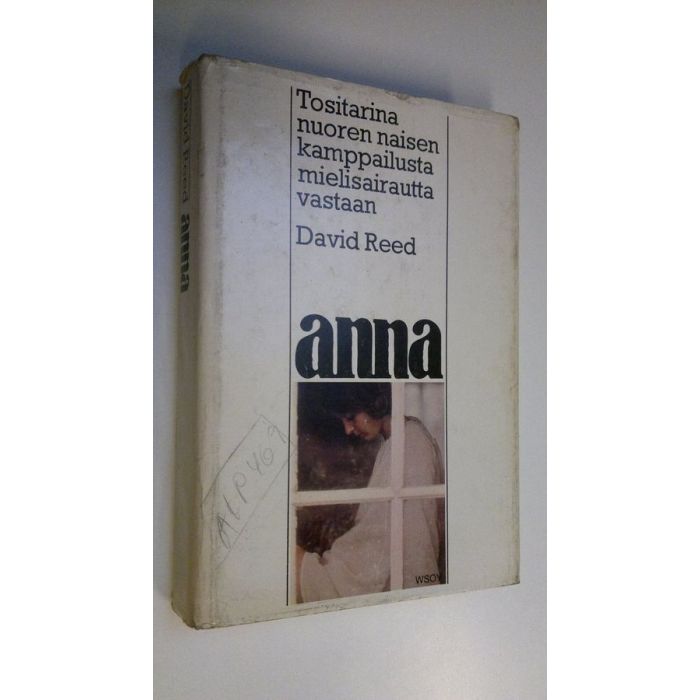 Tositarina
nuoren naisen
kamppailusta
mielisairautta
vastaan
David Reed
anna
WSOY
David Reed anna